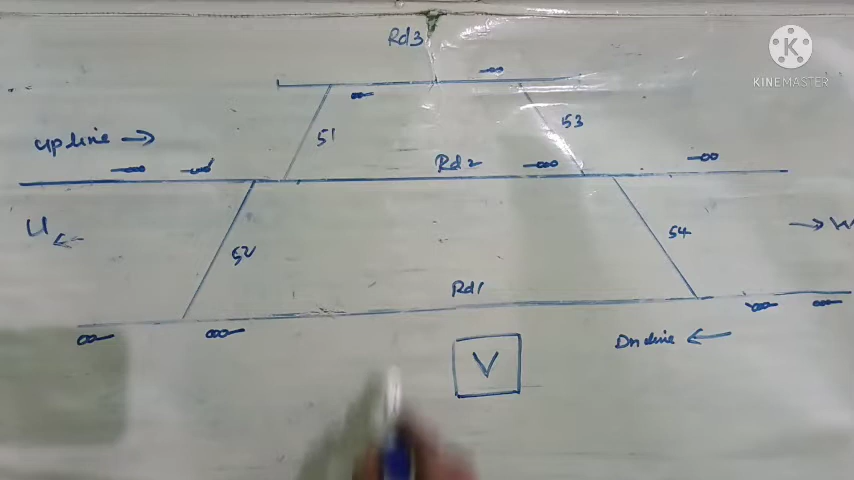 Rd3
K
KINEMASTER
51
53
up line
Rd2
U
52
54
W
Rd1
Dn line
V